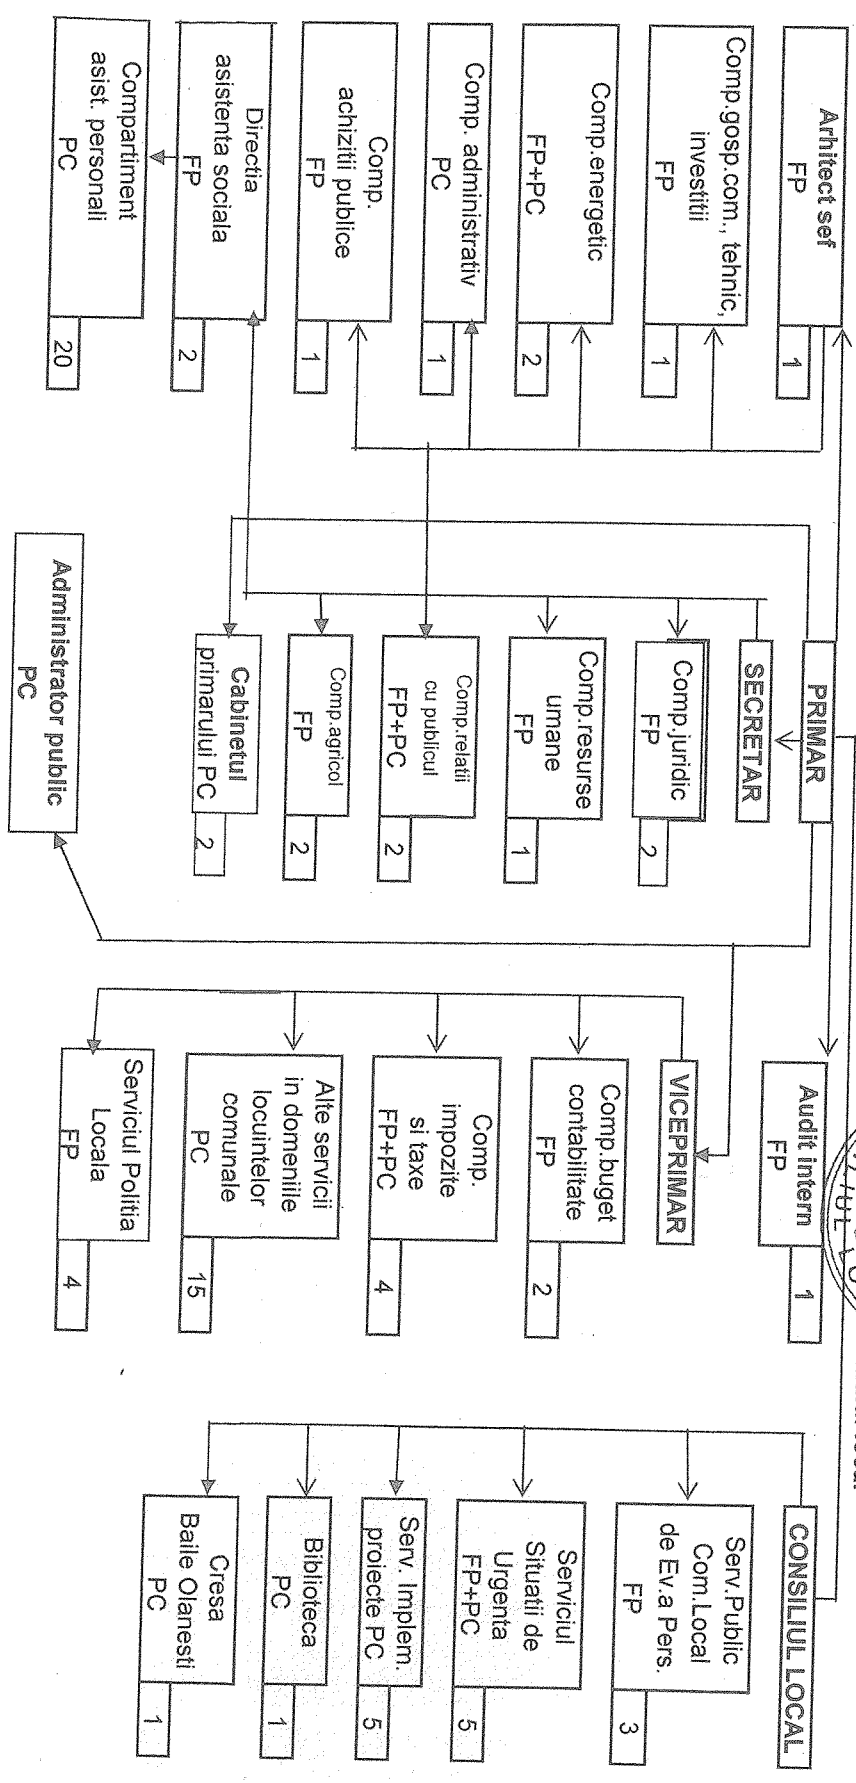 CONSILIUL LOCAL
PRIMAR
SECRETAR
VICEPRIMAR
Arhitect sef
FP
1
Comp.gosp.com., tehnic,
investitii
FP
1
Comp.energetic
FP+PC
2
Comp. administrativ
PC
1
Comp.
achizitii publice
FP
1
Directia
asistenta sociala
FP
2
Compartiment
asist. personali
PC
20
Comp.juridic
FP
2
Comp.resurse
umane
FP
1
Comp.relatii
cu publicul
FP+PC
2
Comp.agricol
FP
2
Cabinetul
primarului PC
2
Administrator public
PC
Audit intern
FP
1
Comp.buget
contabilitate
FP
2
Comp.
impozite
si taxe
FP+PC
4
Alte servicii
in domeniile
locuintelor
comunale
PC
15
Serviciul Politia
Locala
FP
4
Serv.Public
Com.Local
de Ev.a Pers.
FP
3
Serviciul
Situatii de
Urgenta
FP+PC
5
Serv. Implem.
proiecte PC
5
Biblioteca
PC
1
Cresa
Baile Olanesti
PC
1